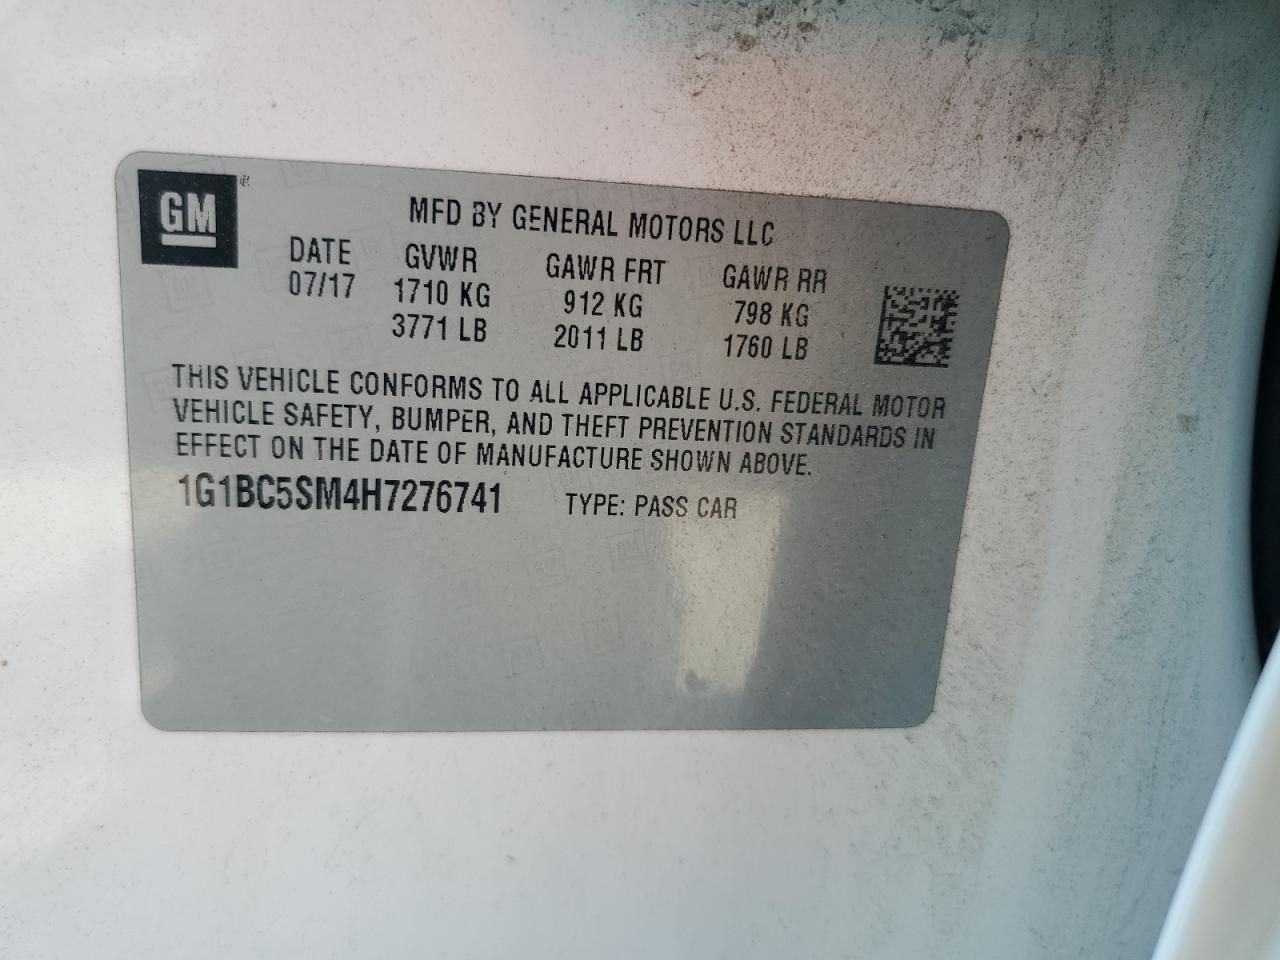 GM®
MFD BY GENERAL MOTORS LLC
DATE GVWR GAWR FRT GAWR RR
07/17 1710 KG 912 KG 798 KG
3771 LB 2011 LB 1760 LB
THIS VEHICLE CONFORMS TO ALL APPLICABLE U.S. FEDERAL MOTOR
VEHICLE SAFETY, BUMPER, AND THEFT PREVENTION STANDARDS IN
EFFECT ON THE DATE OF MANUFACTURE SHOWN ABOVE.
1G1BC5SM4H7276741 TYPE: PASS CAR